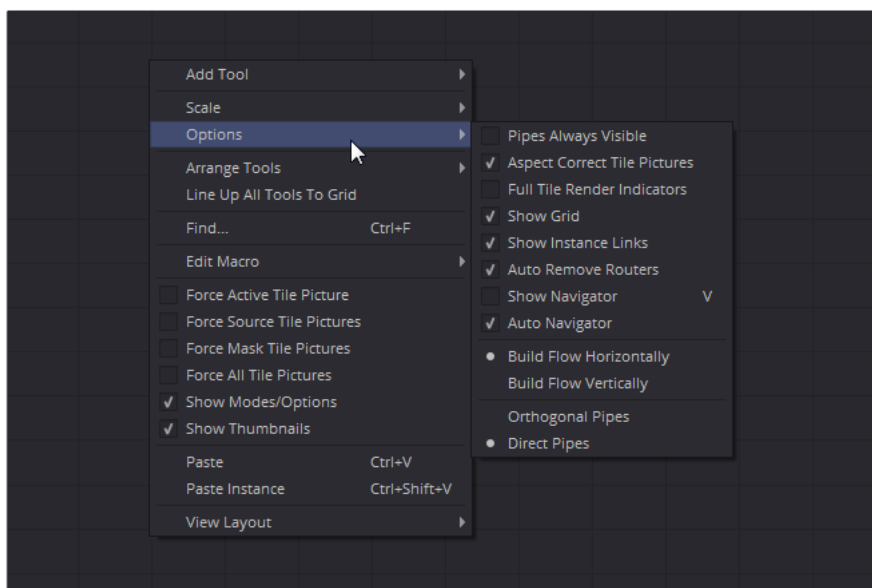 Add Tool
Scale
Options
Arrange Tools
Line Up All Tools To Grid
Find... Ctrl+F
Edit Macro
Force Active Tile Picture
Force Source Tile Pictures
Force Mask Tile Pictures
Force All Tile Pictures
Show Modes/Options
Show Thumbnails
Paste Ctrl+V
Paste Instance Ctrl+Shift+V
View Layout
Pipes Always Visible
Aspect Correct Tile Pictures
Full Tile Render Indicators
Show Grid
Show Instance Links
Auto Remove Routers
Show Navigator V
Auto Navigator
Build Flow Horizontally
Build Flow Vertically
Orthogonal Pipes
Direct Pipes